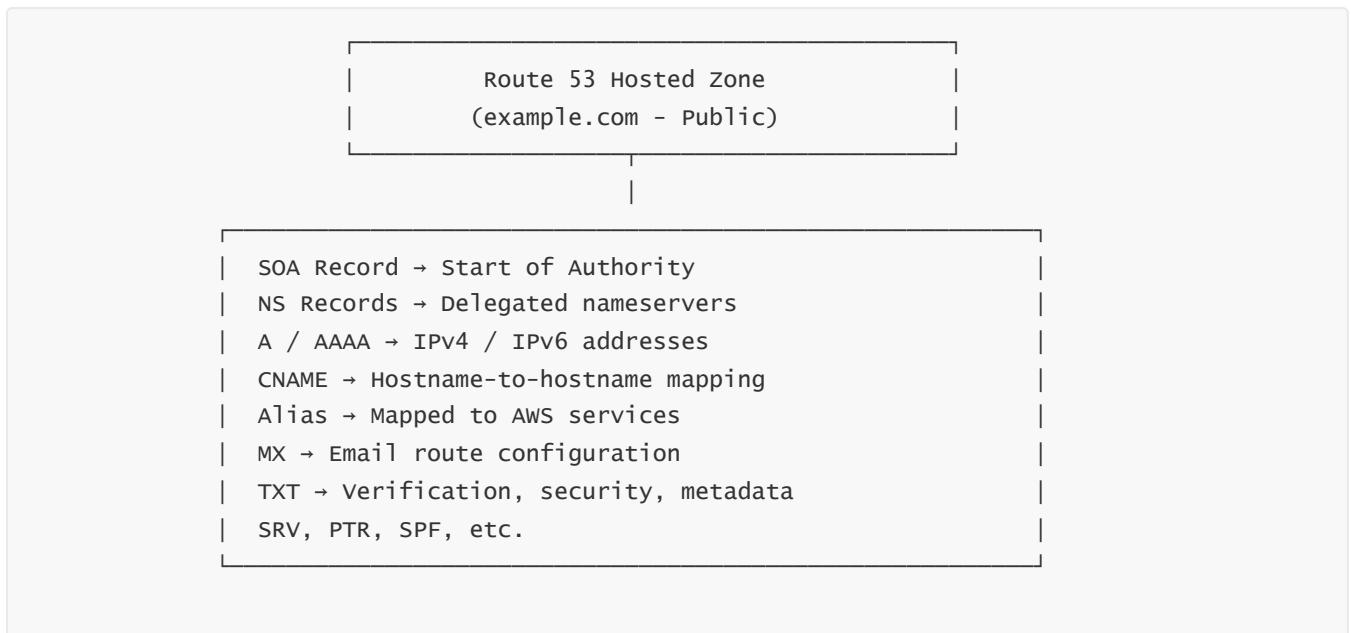 Route 53 Hosted Zone
(example.com - Public)
SOA Record → Start of Authority
NS Records → Delegated nameservers
A / AAAA → IPv4 / IPv6 addresses
CNAME → Hostname-to-hostname mapping
Alias → Mapped to AWS services
MX → Email route configuration
TXT → Verification, security, metadata
SRV, PTR, SPF, etc.